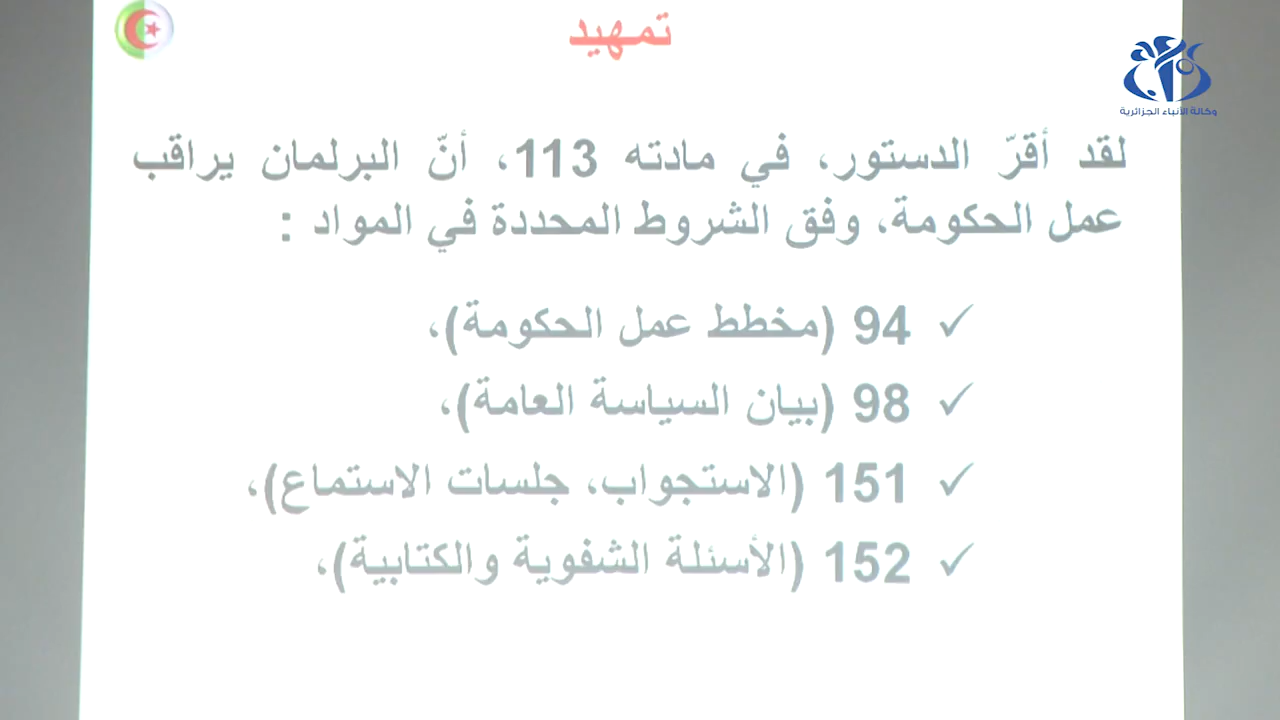 تمهيد
وكالة الأنباء الجزائرية
لقد أقرّ الدستور، في مادته 113، أنّ البرلمان يراقب
عمل الحكومة، وفق الشروط المحددة في المواد :
✓ 94 (مخطط عمل الحكومة)،
✓ 98 (بيان السياسة العامة)،
✓ 151 (الاستجواب، جلسات الاستماع)،
✓ 152 (الأسئلة الشفوية والكتابية)،